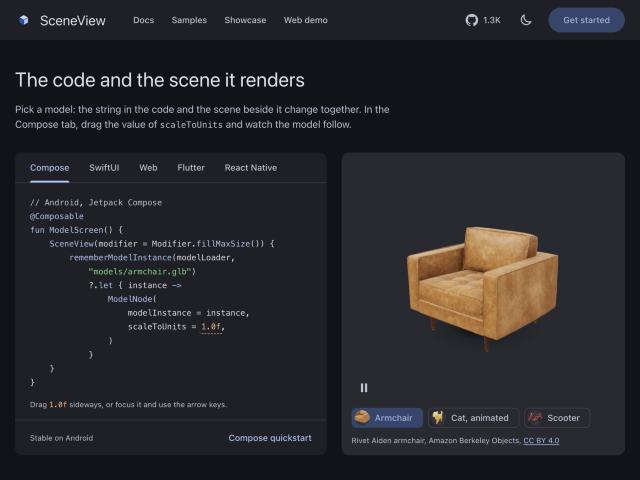 SceneView
Docs
Samples
Showcase
Web demo
1.3K
Get started
The code and the scene it renders
Pick a model: the string in the code and the scene beside it change together. In the
Compose tab, drag the value of scaleToUnits and watch the model follow.
Compose
SwiftUI
Web
Flutter
React Native
// Android, Jetpack Compose
@Composable
fun ModelScreen() {
    SceneView(modifier = Modifier.fillMaxSize()) {
        rememberModelInstance(modelLoader,
            "models/armchair.glb")
            ?.let { instance ->
                ModelNode(
                    modelInstance = instance,
                    scaleToUnits = 1.0f,
                )
            }
    }
}
Drag 1.0f sideways, or focus it and use the arrow keys.
Stable on Android
Compose quickstart
Armchair
Cat, animated
Scooter
Rivet Aiden armchair, Amazon Berkeley Objects, CC BY 4.0